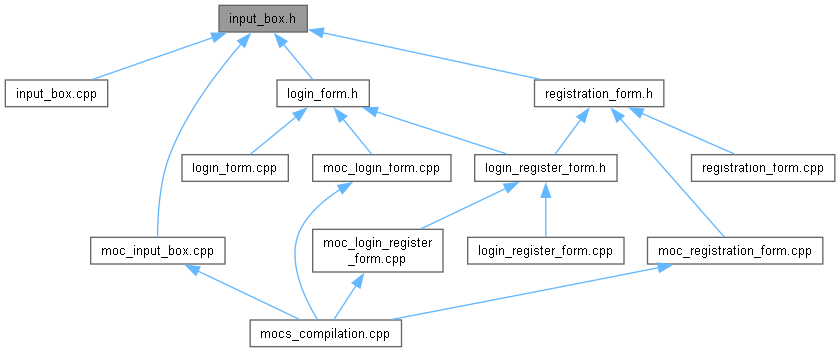 input_box.h
input_box.cpp
login_form.h
registration_form.h
login_form.cpp
moc_login_form.cpp
login_register_form.h
registration_form.cpp
moc_input_box.cpp
moc_login_register
_form.cpp
login_register_form.cpp
moc_registration_form.cpp
mocs_compilation.cpp